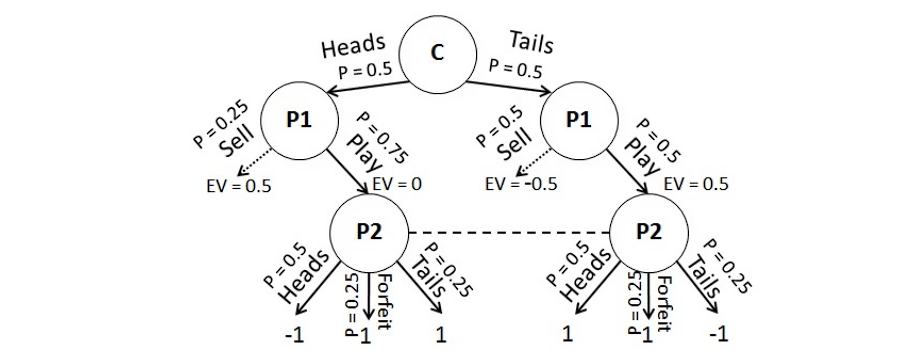 C
Heads
P = 0.5
Tails
P = 0.5
P1
P = 0.25
Sell
P = 0.75
Play
EV = 0.5
EV = 0
P1
P = 0.5
Sell
P = 0.5
Play
EV = -0.5
EV = 0.5
P2
P = 0.5
Heads
P = 0.25
Forfeit
P = 0.25
Tails
-1
1
1
P2
P = 0.5
Heads
P = 0.25
Forfeit
P = 0.25
Tails
1
1
-1